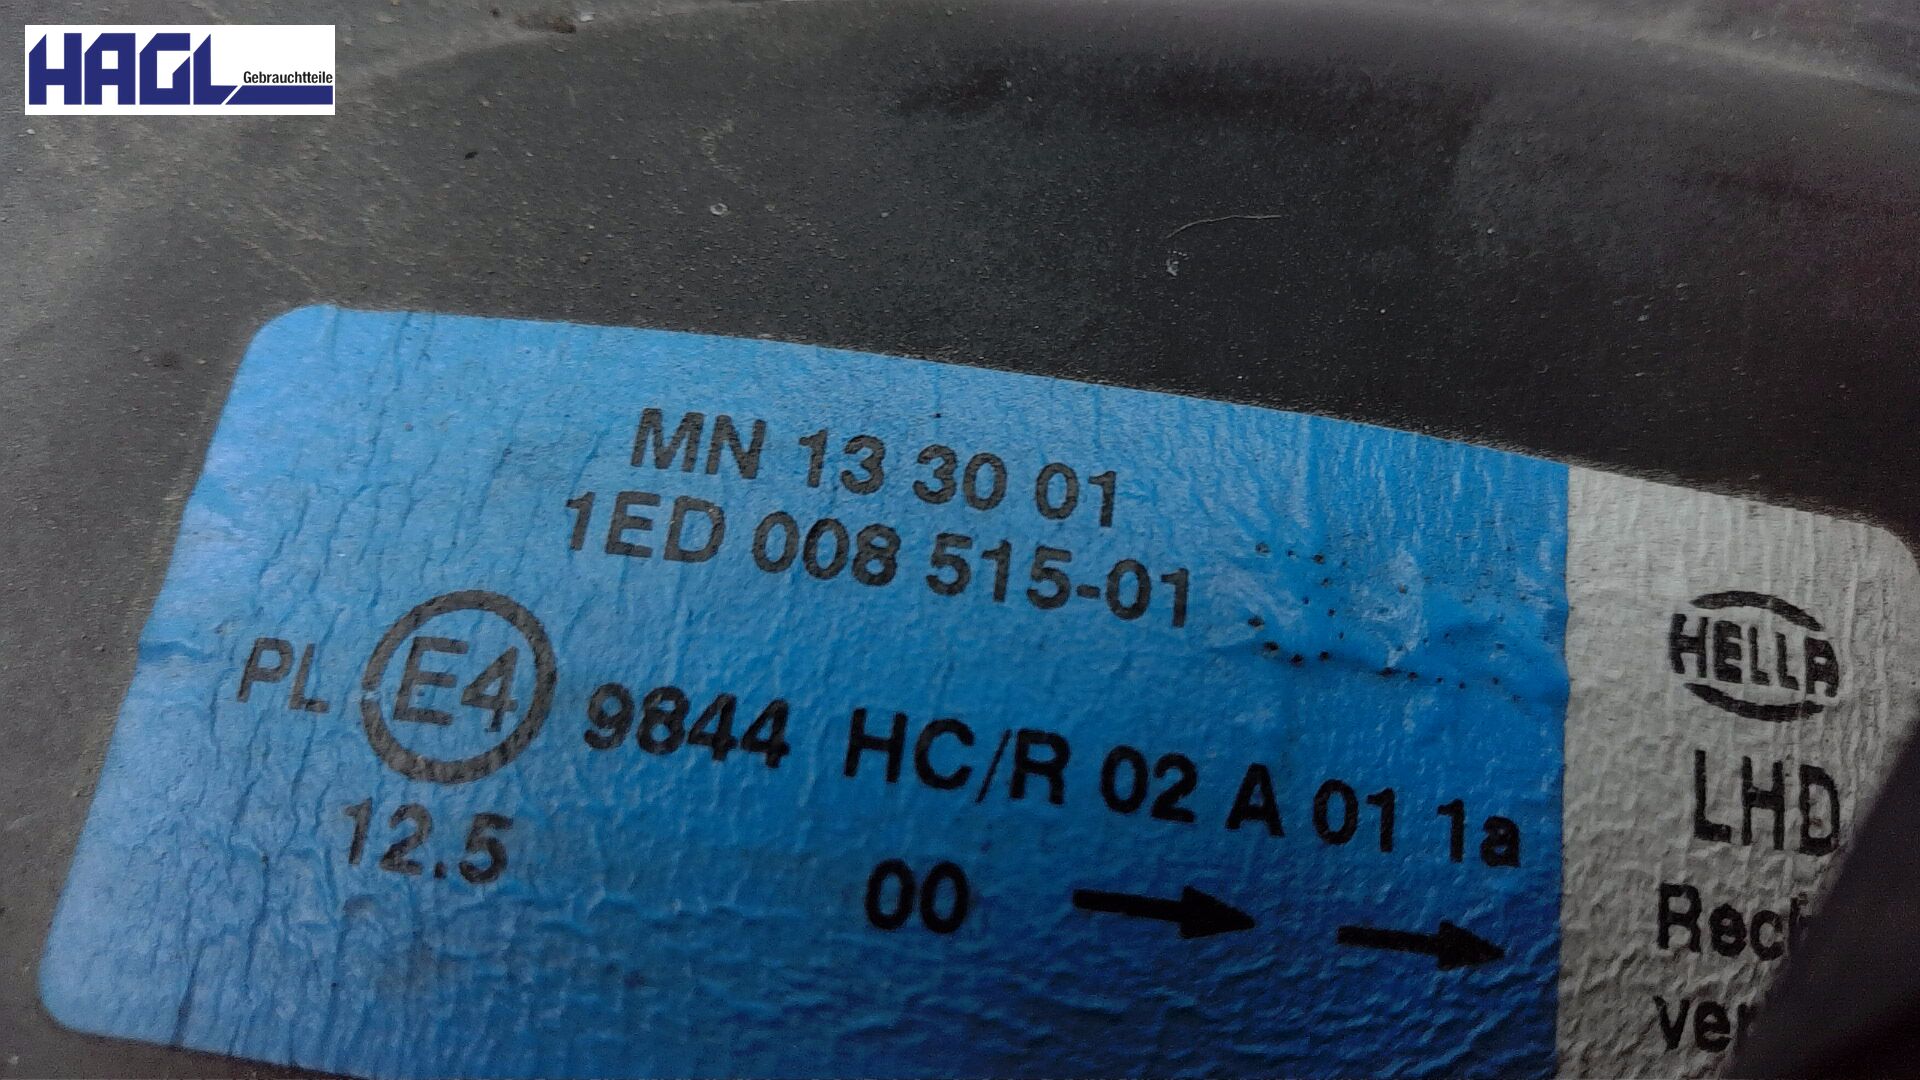 HAGL
Gebrauchtteile
MN 13 30 01
1ED 008 515-01
PL E4 9844 HC/R 02 A 01 1a
12.5 00 → →
HELLA
LHD